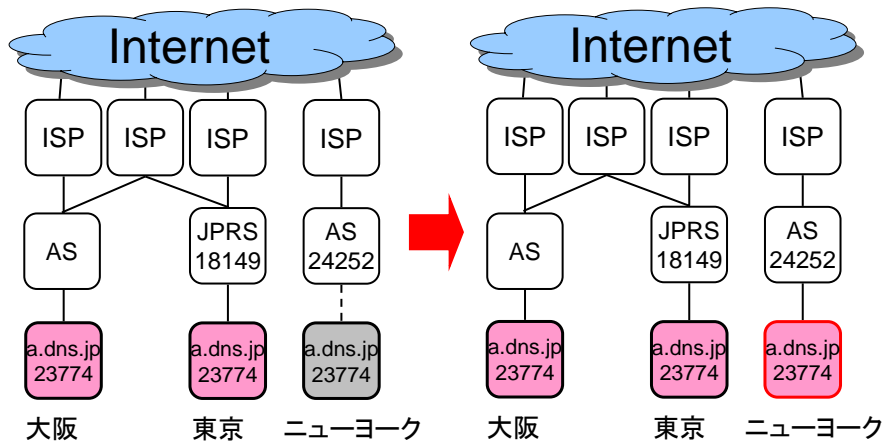 Internet
ISP
ISP
ISP
ISP
AS
JPRS
18149
AS
24252
a.dns.jp
23774
a.dns.jp
23774
a.dns.jp
23774
大阪
東京
ニューヨーク
Internet
ISP
ISP
ISP
ISP
AS
JPRS
18149
AS
24252
a.dns.jp
23774
a.dns.jp
23774
a.dns.jp
23774
大阪
東京
ニューヨーク